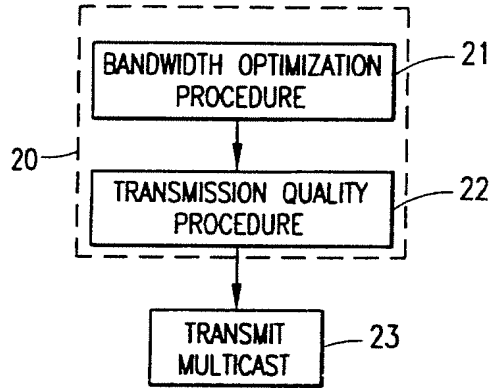 BANDWIDTH OPTIMIZATION
PROCEDURE
21
20
TRANSMISSION QUALITY
PROCEDURE
22
TRANSMIT
MULTICAST
23